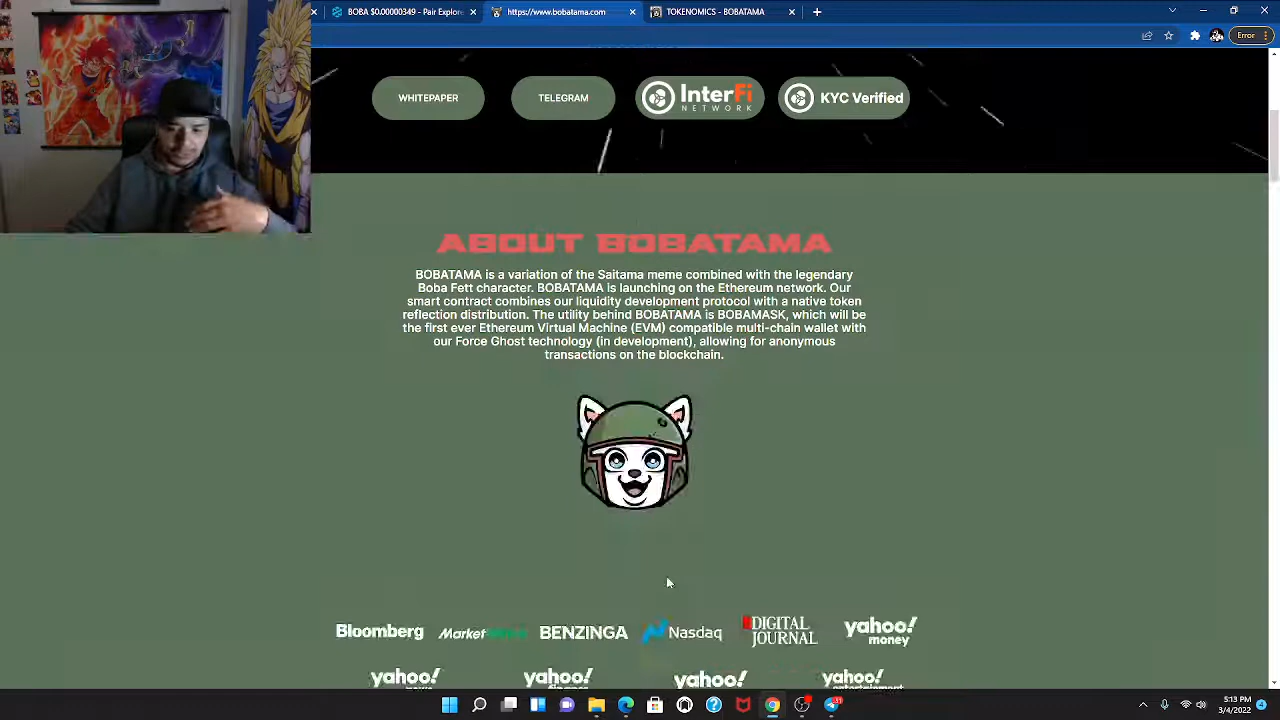 BOBA $0.00000349 - Pair Explore
https://www.bobatama.com
TOKENOMICS - BOBATAMA
Error
WHITEPAPER
TELEGRAM
InterFi
NETWORK
KYC Verified
ABOUT BOBATAMA
BOBATAMA is a variation of the Saitama meme combined with the legendary
Boba Fett character. BOBATAMA is launching on the Ethereum network. Our
smart contract combines our liquidity development protocol with a native token
reflection distribution. The utility behind BOBATAMA is BOBAMASK, which will be
the first ever Ethereum Virtual Machine (EVM) compatible multi-chain wallet with
our Force Ghost technology (in development), allowing for anonymous
transactions on the blockchain.
Bloomberg
Market
BENZINGA
Nasdaq
DIGITAL
JOURNAL
yahoo!
money
yahoo!
yahoo!
yahoo!
yahoo!
5:13 PM
3/4/2022